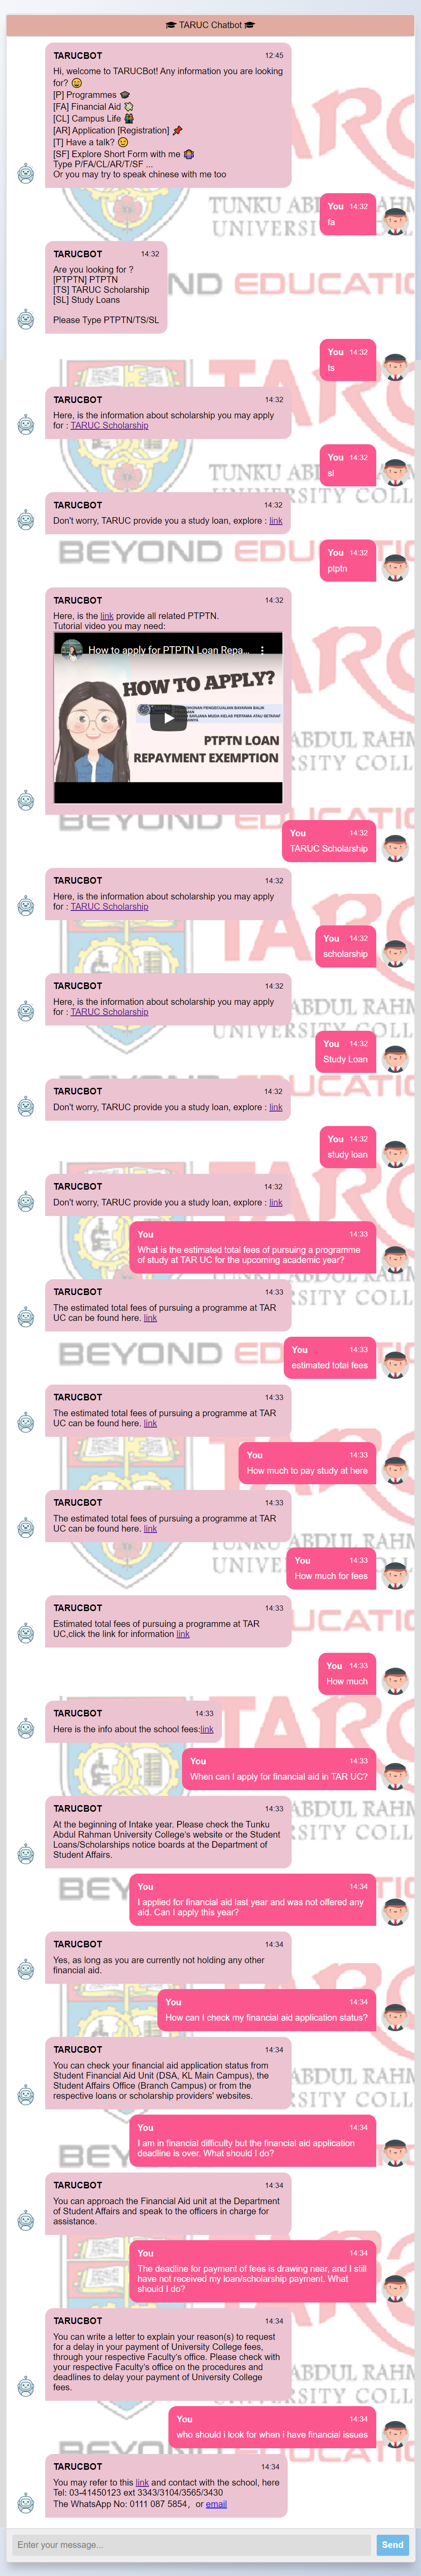 🎓 TARUC Chatbot 🎓
TARUCBOT 12:45
Hi, welcome to TARUCBot! Any information you are looking
for? 😀
[P] Programmes 🎓
[FA] Financial Aid 💸
[CL] Campus Life
[AR] Application [Registration] 📌
[T] Have a talk? 😉
[SF] Explore Short Form with me
Type P/FA/CL/AR/T/SF ...
Or you may try to speak chinese with me too
You 14:32
fa
TARUCBOT 14:32
Are you looking for ?
[PTPTN] PTPTN
[TS] TARUC Scholarship
[SL] Study Loans
Please Type PTPTN/TS/SL
You 14:32
ts
TARUCBOT 14:32
Here, is the information about scholarship you may apply
for : TARUC Scholarship
You 14:32
sl
TARUCBOT 14:32
Don't worry, TARUC provide you a study loan, explore : link
You 14:32
ptptn
TARUCBOT 14:32
Here, is the link provide all related PTPTN.
Tutorial video you may need:
How to apply for PTPTN Loan Repa...
HOW TO APPLY?
PTPTN LOAN
REPAYMENT EXEMPTION
You 14:32
TARUC Scholarship
TARUCBOT 14:32
Here, is the information about scholarship you may apply
for : TARUC Scholarship
You 14:32
scholarship
TARUCBOT 14:32
Here, is the information about scholarship you may apply
for : TARUC Scholarship
You 14:32
Study Loan
TARUCBOT 14:32
Don't worry, TARUC provide you a study loan, explore : link
You 14:32
study loan
TARUCBOT 14:32
Don't worry, TARUC provide you a study loan, explore : link
You 14:33
What is the estimated total fees of pursuing a programme
of study at TAR UC for the upcoming academic year?
TARUCBOT 14:33
The estimated total fees of pursuing a programme at TAR
UC can be found here. link
You 14:33
estimated total fees
TARUCBOT 14:33
The estimated total fees of pursuing a programme at TAR
UC can be found here. link
You 14:33
How much to pay study at here
TARUCBOT 14:33
The estimated total fees of pursuing a programme at TAR
UC can be found here. link
You 14:33
How much for fees
TARUCBOT 14:33
Estimated total fees of pursuing a programme at TAR
UC,click the link for information link
You 14:33
How much
TARUCBOT 14:33
Here is the info about the school fees:link
You 14:33
When can I apply for financial aid in TAR UC?
TARUCBOT 14:33
At the beginning of Intake year. Please check the Tunku
Abdul Rahman University College's website or the Student
Loans/Scholarships notice boards at the Department of
Student Affairs.
You 14:34
I applied for financial aid last year and was not offered any
aid. Can I apply this year?
TARUCBOT 14:34
Yes, as long as you are currently not holding any other
financial aid.
You 14:34
How can I check my financial aid application status?
TARUCBOT 14:34
You can check your financial aid application status from
Student Financial Aid Unit (DSA, KL Main Campus), the
Student Affairs Office (Branch Campus) or from the
respective loans or scholarship providers' websites.
You 14:34
I am in financial difficulty but the financial aid application
deadline is over. What should I do?
TARUCBOT 14:34
You can approach the Financial Aid unit at the Department
of Student Affairs and speak to the officers in charge for
assistance.
You 14:34
The deadline for payment of fees is drawing near, and I still
have not received my loan/scholarship payment. What
should I do?
TARUCBOT 14:34
You can write a letter to explain your reason(s) to request
for a delay in your payment of University College fees,
through your respective Faculty's office. Please check with
your respective Faculty's office on the procedures and
deadlines to delay your payment of University College
fees.
You 14:34
who should i look for when i have financial issues
TARUCBOT 14:34
You may refer to this link and contact with the school, here
Tel: 03-41450123 ext 3343/3104/3565/3430
The WhatsApp No: 0111 087 5854，or email
Enter your message...
Send